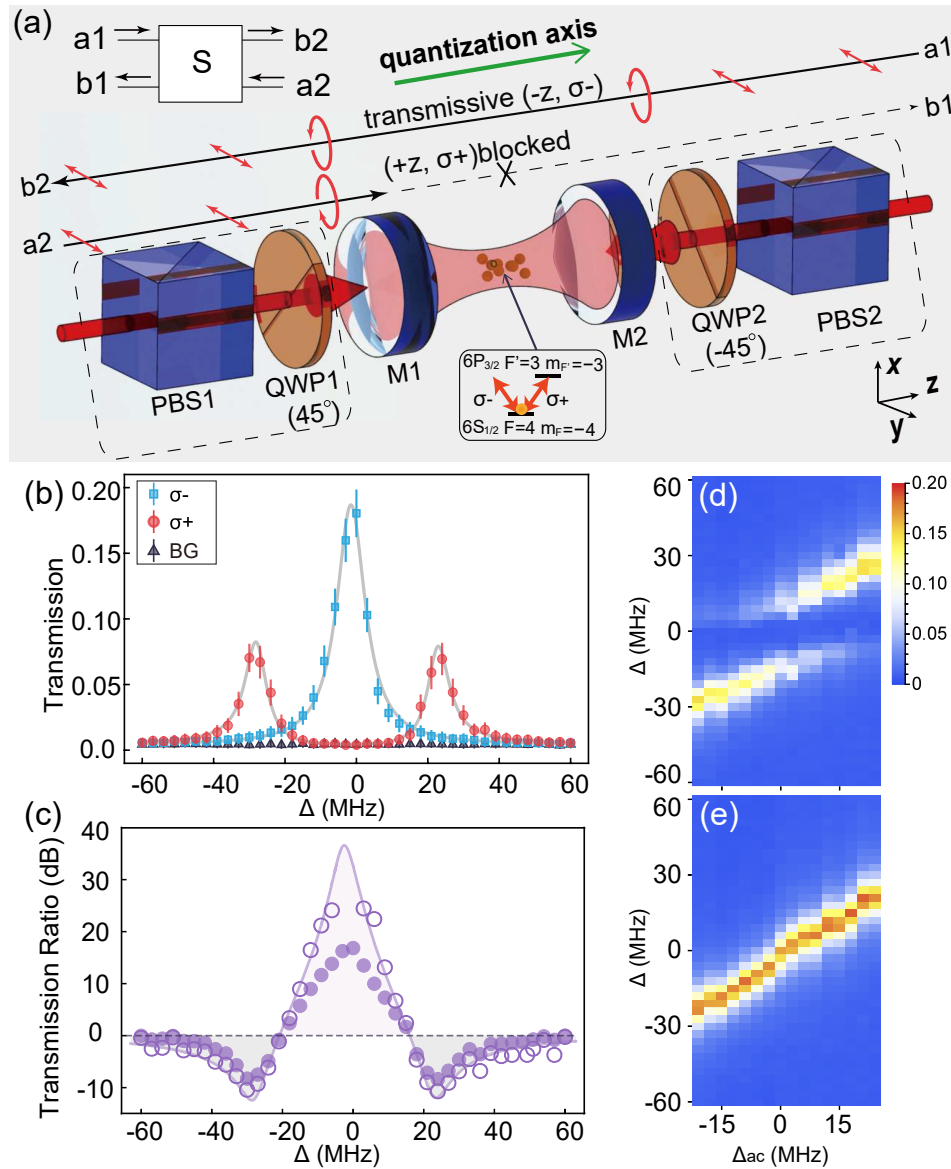 (a)
a1
b2
S
b1
a2
quantization axis
a1
transmissive (-z, σ-)
b1
(+z, σ+)blocked
b2
a2
PBS1
QWP1
(45°)
M1
M2
QWP2
(-45°)
PBS2
6P3/2 F'=3 mF'=−3
σ- σ+
6S1/2 F=4 mF=−4
x
z
y
(b)
σ-
σ+
BG
0.20
0.15
0.10
0.05
0.0
Transmission
-60 -40 -20 0 20 40 60
Δ (MHz)
(c)
40
30
20
10
0
-10
Transmission Ratio (dB)
-60 -40 -20 0 20 40 60
Δ (MHz)
(d)
60
30
0
-30
-60
Δ (MHz)
0.20
0.15
0.10
0.05
0
(e)
60
30
0
-30
-60
Δ (MHz)
-15 0 15
Δac (MHz)